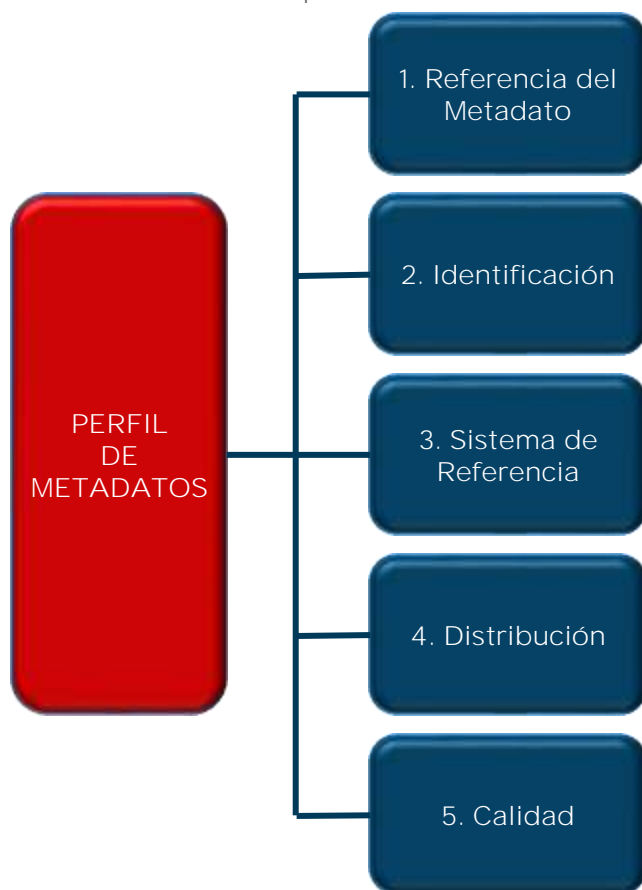 1. Referencia del
Metadato
2. Identificación
PERFIL
DE
METADATOS
3. Sistema de
Referencia
4. Distribución
5. Calidad